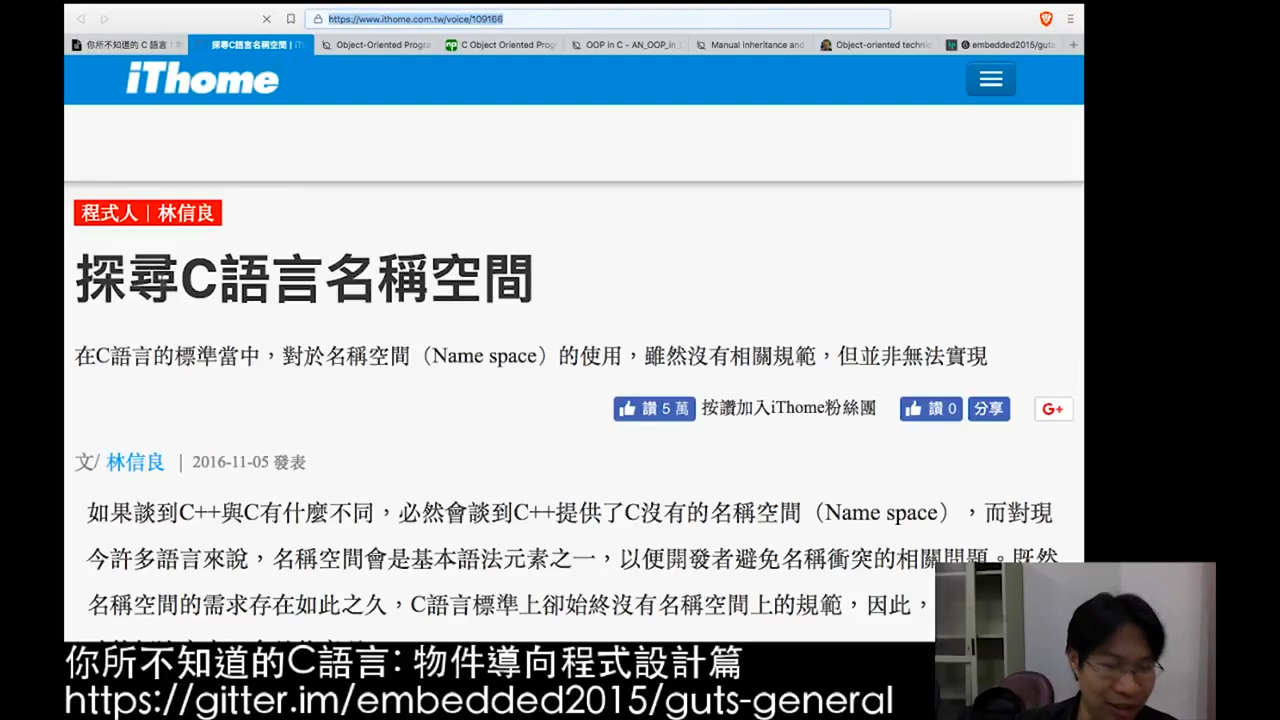 https://www.ithome.com.tw/voice/109166
你所不知道的 C 語言：
探尋C語言名稱空間 | iT
Object-Oriented Progra
C Object Oriented Prog
OOP in C - AN_OOP_in_
Manual inheritance and
Object-oriented techni
embedded2015/guts
iThome
程式人｜林信良
探尋C語言名稱空間
在C語言的標準當中，對於名稱空間（Name space）的使用，雖然沒有相關規範，但並非無法實現
讚 5 萬 按讚加入iThome粉絲團 讚 0 分享 G+
文/ 林信良 | 2016-11-05 發表
如果談到C++與C有什麼不同，必然會談到C++提供了C沒有的名稱空間（Name space），而對現
今許多語言來說，名稱空間會是基本語法元素之一，以便開發者避免名稱衝突的相關問題。既然
名稱空間的需求存在如此之久，C語言標準上卻始終沒有名稱空間上的規範，因此，
你所不知道的C語言: 物件導向程式設計篇
https://gitter.im/embedded2015/guts-general